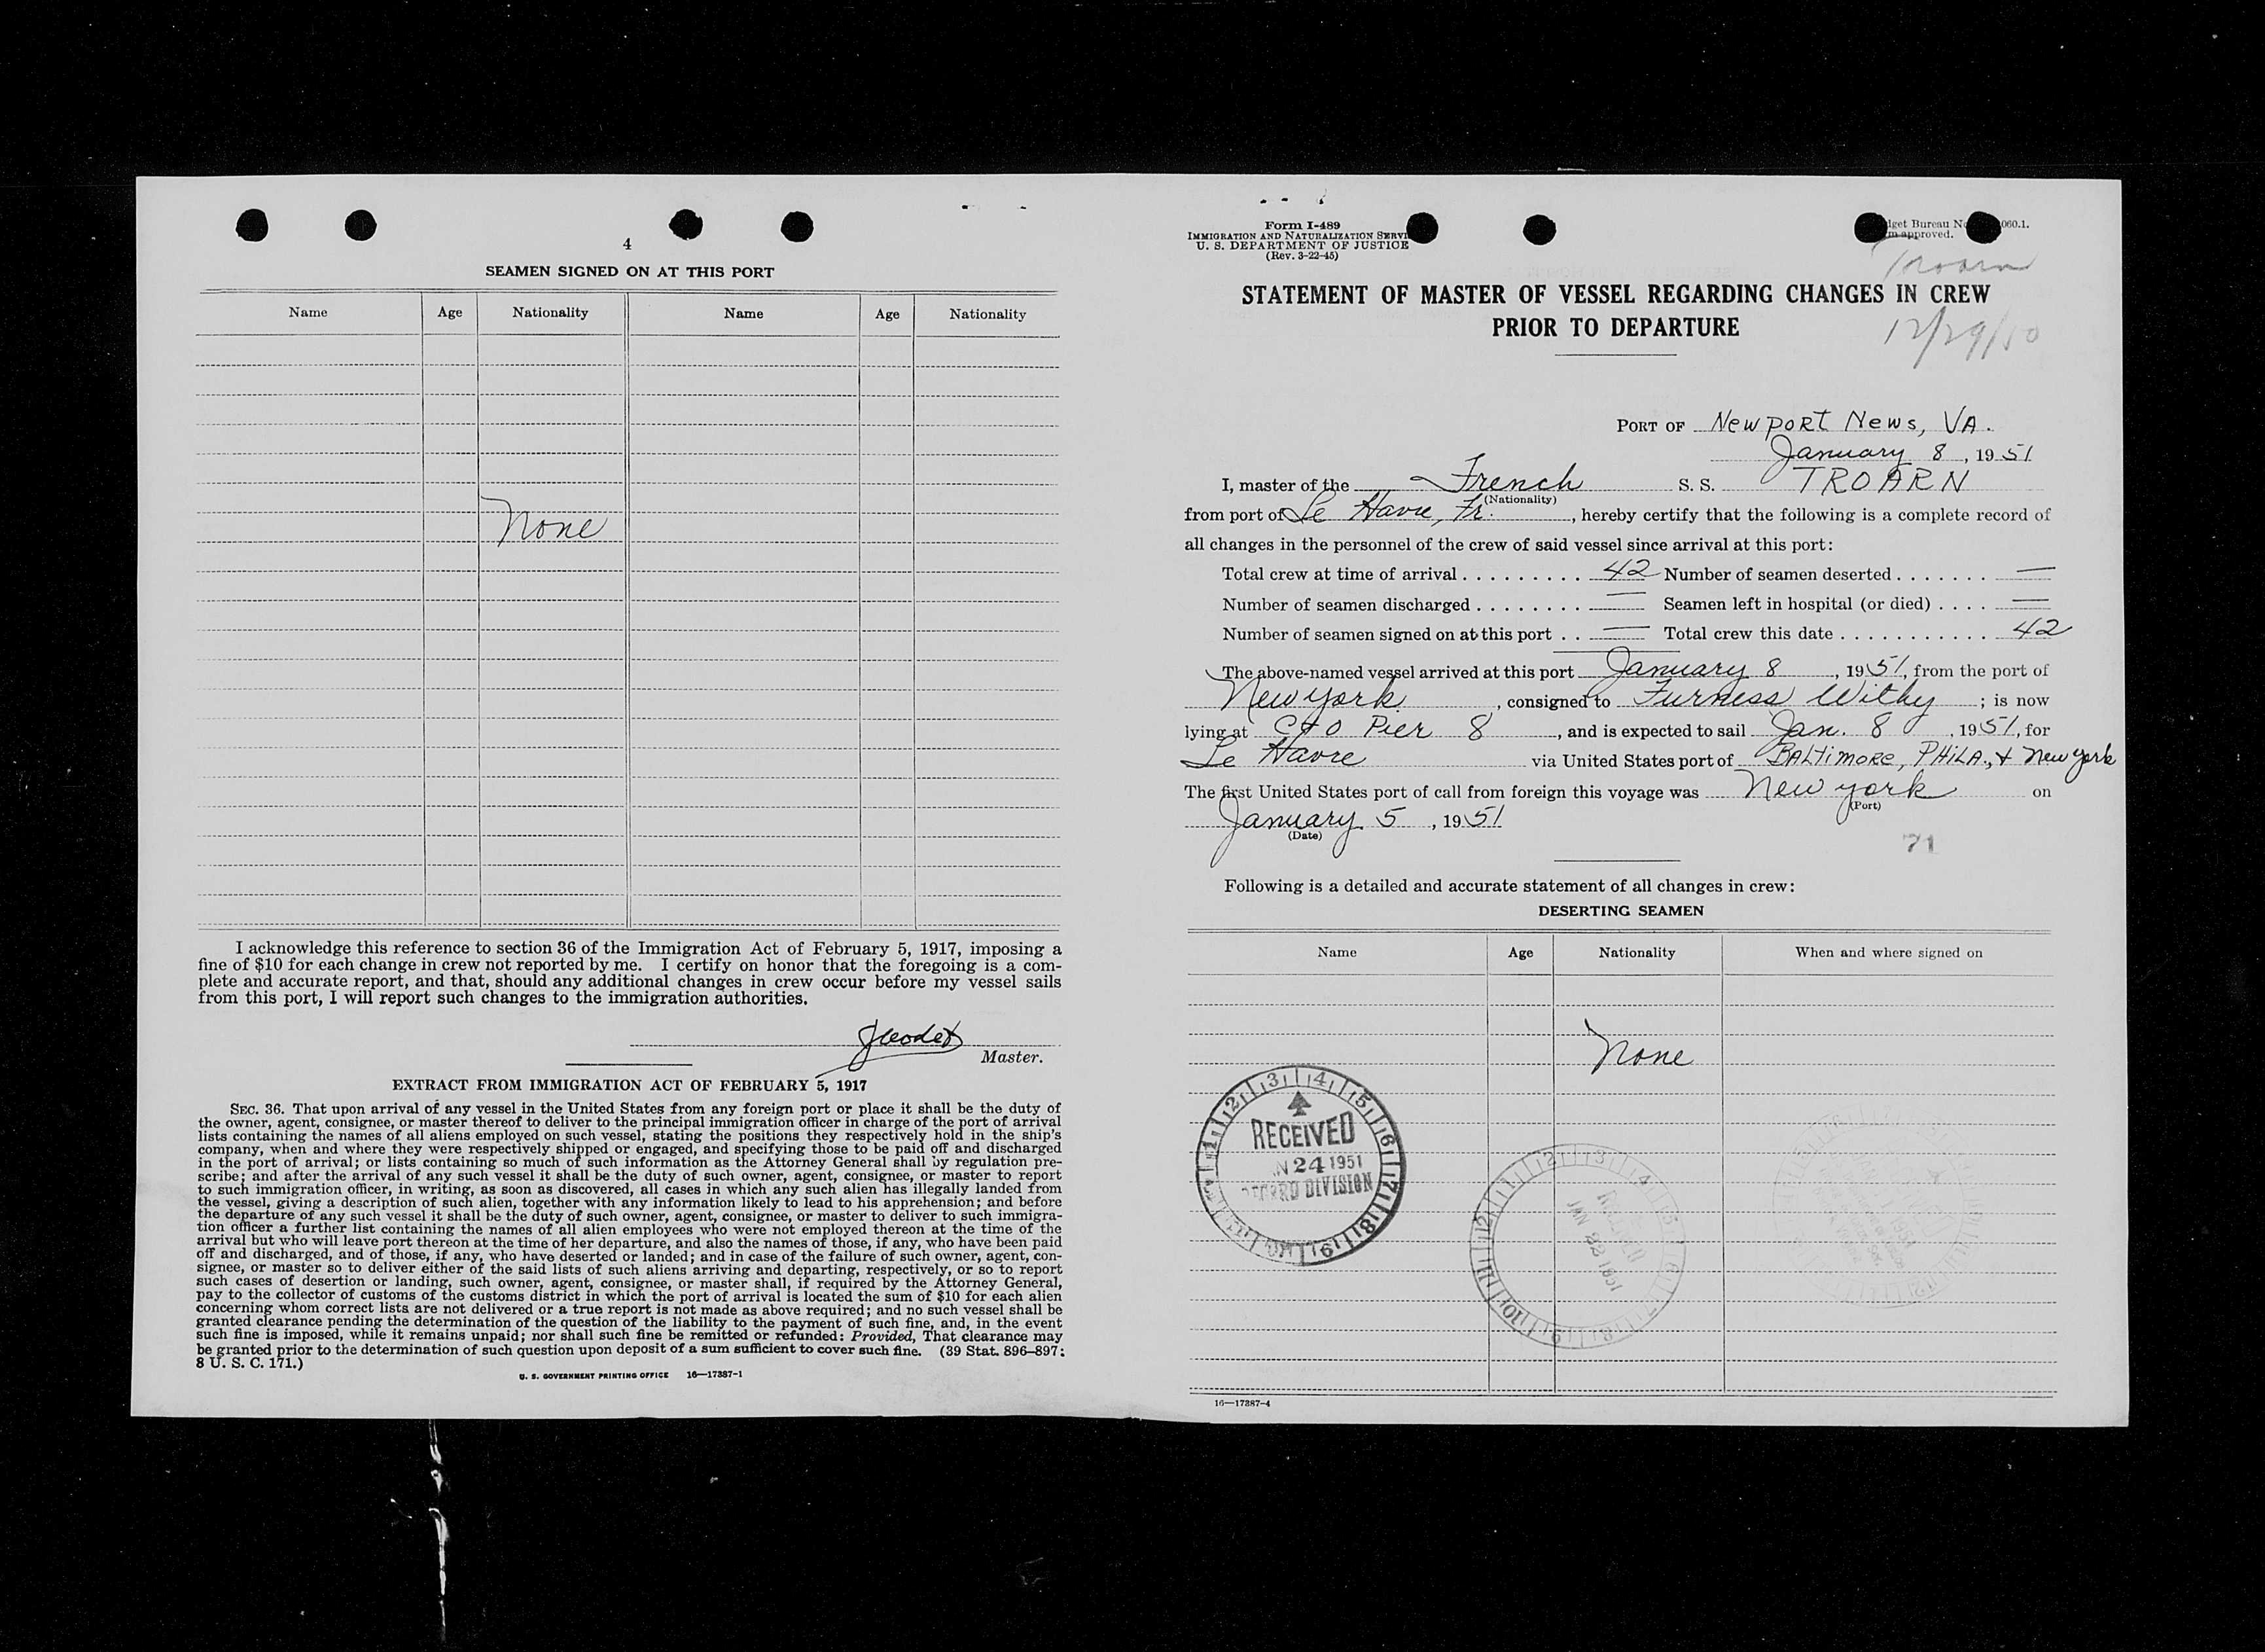 4
SEAMEN SIGNED ON AT THIS PORT
Name Age Nationality Name Age Nationality
None
I acknowledge this reference to section 36 of the Immigration Act of February 5, 1917, imposing a
fine of $10 for each change in crew not reported by me. I certify on honor that the foregoing is a com-
plete and accurate report, and that, should any additional changes in crew occur before my vessel sails
from this port, I will report such changes to the immigration authorities.
Master.
EXTRACT FROM IMMIGRATION ACT OF FEBRUARY 5, 1917
SEC. 36. That upon arrival of any vessel in the United States from any foreign port or place it shall be the duty of
the owner, agent, consignee, or master thereof to deliver to the principal immigration officer in charge of the port of arrival
lists containing the names of all aliens employed on such vessel, stating the positions they respectively hold in the ship's
company, when and where they were respectively shipped or engaged, and specifying those to be paid off and discharged
in the port of arrival; or lists containing so much of such information as the Attorney General shall by regulation pre-
scribe; and after the arrival of any such vessel it shall be the duty of such owner, agent, consignee, or master to report
to such immigration officer, in writing, as soon as discovered, all cases in which any such alien has illegally landed from
the vessel, giving a description of such alien, together with any information likely to lead to his apprehension; and before
the departure of any such vessel it shall be the duty of such owner, agent, consignee, or master to deliver to such immigra-
tion officer a further list containing the names of all alien employees who were not employed thereon at the time of the
arrival but who will leave port thereon at the time of her departure, and also the names of those, if any, who have been paid
off and discharged, and of those, if any, who have deserted or landed; and in case of the failure of such owner, agent, con-
signee, or master so to deliver either of the said lists of such aliens arriving and departing, respectively, or so to report
such cases of desertion or landing, such owner, agent, consignee, or master shall, if required by the Attorney General,
pay to the collector of customs of the customs district in which the port of arrival is located the sum of $10 for each alien
concerning whom correct lists are not delivered or a true report is not made as above required; and no such vessel shall be
granted clearance pending the determination of the question of the liability to the payment of such fine, and, in the event
such fine is imposed, while it remains unpaid; nor shall such fine be remitted or refunded: Provided, That clearance may
be granted prior to the determination of such question upon deposit of a sum sufficient to cover such fine. (39 Stat. 896–897;
8 U. S. C. 171.)
U. S. GOVERNMENT PRINTING OFFICE 16—17387-1
Form I-489
IMMIGRATION AND NATURALIZATION SERVI
U. S. DEPARTMENT OF JUSTICE
(Rev. 3-22-45)
dget Bureau No 060.1.
m approved.
Troarn
STATEMENT OF MASTER OF VESSEL REGARDING CHANGES IN CREW
PRIOR TO DEPARTURE
12/29/50
PORT OF Newport News, VA.
January 8, 1951
I, master of the French S. S. TROARN
(Nationality)
from port of Le Havre, Fr., hereby certify that the following is a complete record of
all changes in the personnel of the crew of said vessel since arrival at this port:
Total crew at time of arrival . . . . . . . . . 42 Number of seamen deserted . . . . . . . —
Number of seamen discharged . . . . . . . . — Seamen left in hospital (or died) . . . . —
Number of seamen signed on at this port . . — Total crew this date . . . . . . . . . . . 42
The above-named vessel arrived at this port January 8, 1951, from the port of
New York, consigned to Furness Withy; is now
lying at C+O Pier 8, and is expected to sail Jan. 8, 1951, for
Le Havre via United States port of BALTIMORE, PHILA., + New York
The first United States port of call from foreign this voyage was New York on
(Port)
January 5, 1951
(Date)
71
Following is a detailed and accurate statement of all changes in crew:
DESERTING SEAMEN
Name Age Nationality When and where signed on
None
RECEIVED
24 1951
DIVISION
JAN 22 1951
16—17387-4